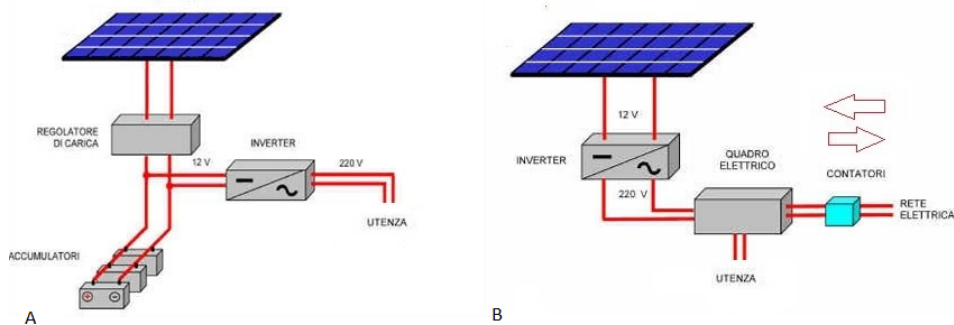 REGOLATORE
DI CARICA
12 V
INVERTER
220 V
UTENZA
ACCUMULATORI
+
-
A
12 V
INVERTER
220 V
QUADRO
ELETTRICO
CONTATORI
RETE
ELETTRICA
UTENZA
B